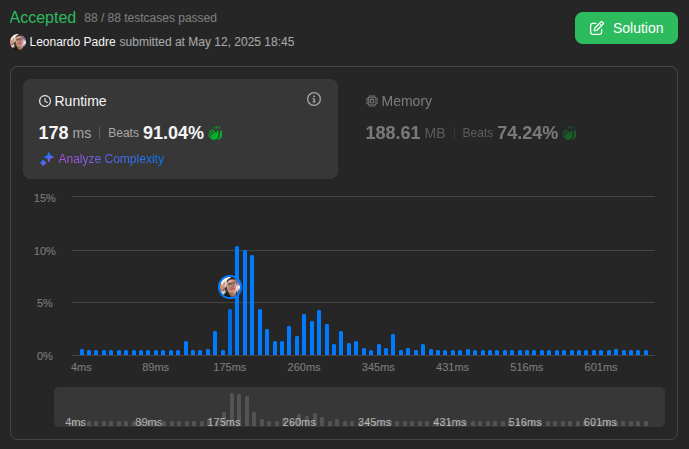 Accepted 88 / 88 testcases passed
Solution
Leonardo Padre submitted at May 12, 2025 18:45
Runtime
178 ms | Beats 91.04%
Analyze Complexity
Memory
188.61 MB | Beats 74.24%
15%
10%
5%
0%
4ms 89ms 175ms 260ms 345ms 431ms 516ms 601ms
4ms 89ms 175ms 260ms 345ms 431ms 516ms 601ms